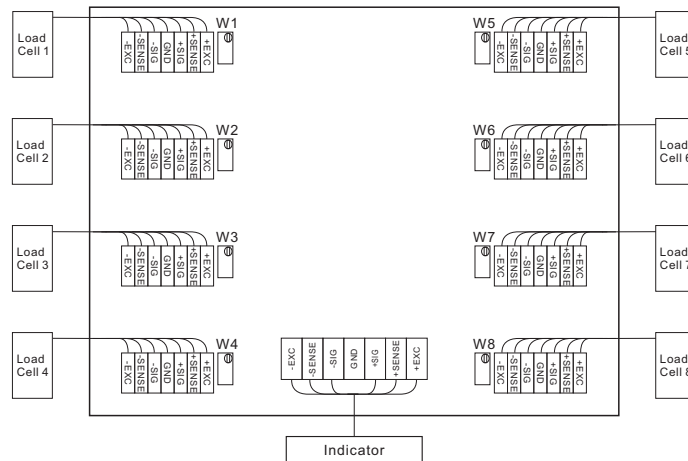 Load
Cell 1
W1
-EXC
-SENSE
-SIG
GND
+SIG
+SENSE
+EXC
W5
-EXC
-SENSE
-SIG
GND
+SIG
+SENSE
+EXC
Load
Cell 5
Load
Cell 2
W2
-EXC
-SENSE
-SIG
GND
+SIG
+SENSE
+EXC
W6
-EXC
-SENSE
-SIG
GND
+SIG
+SENSE
+EXC
Load
Cell 6
Load
Cell 3
W3
-EXC
-SENSE
-SIG
GND
+SIG
+SENSE
+EXC
W7
-EXC
-SENSE
-SIG
GND
+SIG
+SENSE
+EXC
Load
Cell 7
Load
Cell 4
W4
-EXC
-SENSE
-SIG
GND
+SIG
+SENSE
+EXC
-EXC
-SENSE
-SIG
GND
+SIG
+SENSE
+EXC
W8
-EXC
-SENSE
-SIG
GND
+SIG
+SENSE
+EXC
Load
Cell 8
Indicator